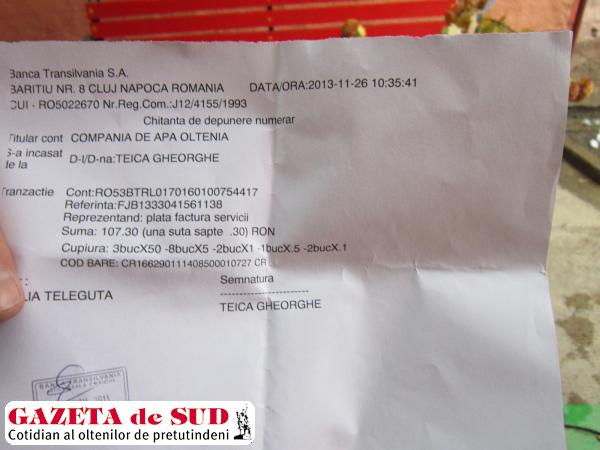 Banca Transilvania S.A.
BARITIU NR. 8 CLUJ NAPOCA ROMANIA DATA/ORA:2013-11-26 10:35:41
CUI - RO5022670 Nr.Reg.Com.:J12/4155/1993
Chitanta de depunere numerar
Titular cont COMPANIA DE APA OLTENIA
S-a incasat de la D-l/D-na:TEICA GHEORGHE
Tranzactie Cont:RO53BTRL0170160100754417
Referinta:FJB1333041561138
Reprezentand: plata factura servicii
Suma: 107.30 (una suta sapte .30) RON
Cupiura: 3bucX50 -8bucX5 -2bucX1 -1bucX.5 -2bucX.1
COD BARE: CR166290111408500010727 CR
: Semnatura
LIA TELEGUTA ------------------------
TEICA GHEORGHE
BANCA TRANSILVANIA
GAZETA de SUD
Cotidian al oltenilor de pretutindeni